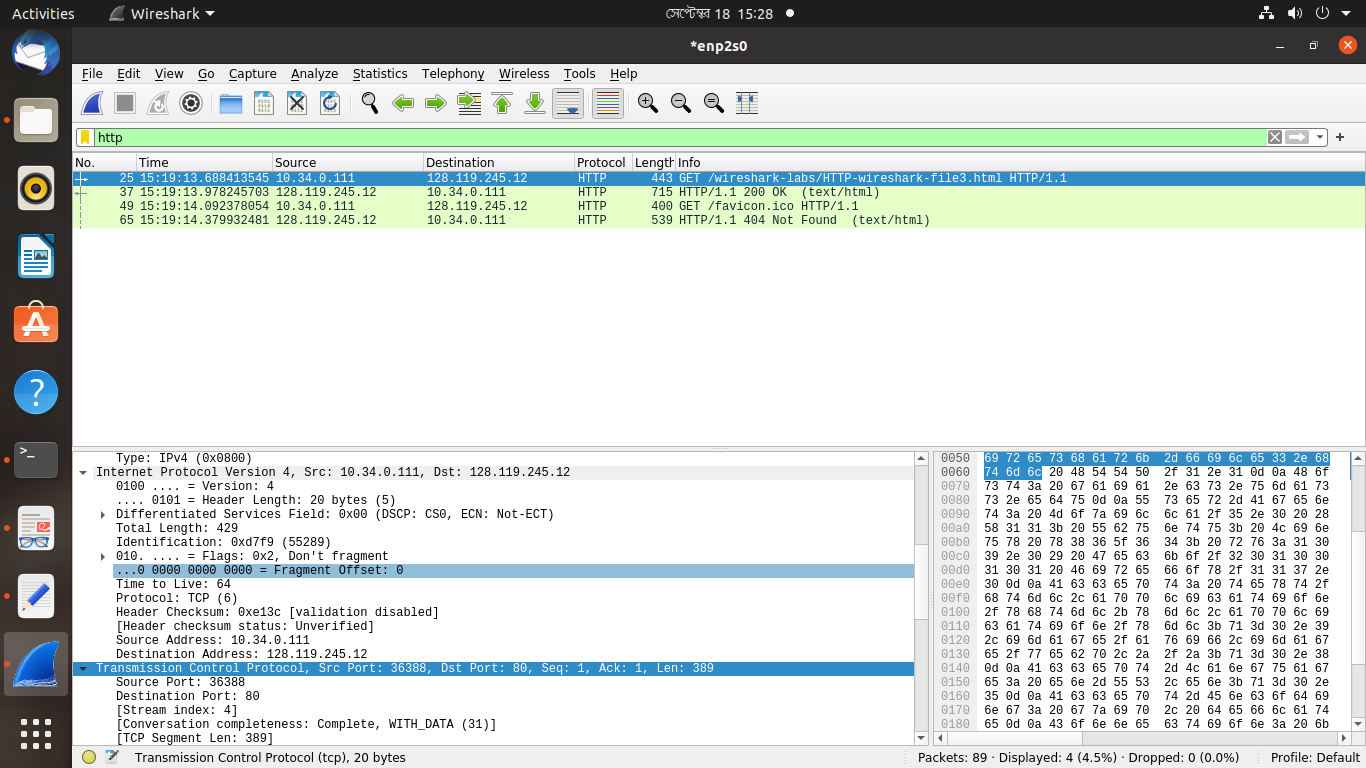 Activities Wireshark সেপ্টেম্বর 18 15:28
*enp2s0
File Edit View Go Capture Analyze Statistics Telephony Wireless Tools Help
http
No. Time Source Destination Protocol Length Info
25 15:19:13.688413545 10.34.0.111 128.119.245.12 HTTP 443 GET /wireshark-labs/HTTP-wireshark-file3.html HTTP/1.1
37 15:19:13.978245703 128.119.245.12 10.34.0.111 HTTP 715 HTTP/1.1 200 OK (text/html)
49 15:19:14.092378054 10.34.0.111 128.119.245.12 HTTP 400 GET /favicon.ico HTTP/1.1
65 15:19:14.379932481 128.119.245.12 10.34.0.111 HTTP 539 HTTP/1.1 404 Not Found (text/html)
Type: IPv4 (0x0800)
Internet Protocol Version 4, Src: 10.34.0.111, Dst: 128.119.245.12
0100 .... = Version: 4
.... 0101 = Header Length: 20 bytes (5)
Differentiated Services Field: 0x00 (DSCP: CS0, ECN: Not-ECT)
Total Length: 429
Identification: 0xd7f9 (55289)
010. .... = Flags: 0x2, Don't fragment
...0 0000 0000 0000 = Fragment Offset: 0
Time to Live: 64
Protocol: TCP (6)
Header Checksum: 0xe13c [validation disabled]
[Header checksum status: Unverified]
Source Address: 10.34.0.111
Destination Address: 128.119.245.12
Transmission Control Protocol, Src Port: 36388, Dst Port: 80, Seq: 1, Ack: 1, Len: 389
Source Port: 36388
Destination Port: 80
[Stream index: 4]
[Conversation completeness: Complete, WITH_DATA (31)]
[TCP Segment Len: 389]
0050 69 72 65 73 68 61 72 6b 2d 66 69 6c 65 33 2e 68
0060 74 6d 6c 20 48 54 54 50 2f 31 2e 31 0d 0a 48 6f
0070 73 74 3a 20 67 61 69 61 2e 63 73 2e 75 6d 61 73
0080 73 2e 65 64 75 0d 0a 55 73 65 72 2d 41 67 65 6e
0090 74 3a 20 4d 6f 7a 69 6c 6c 61 2f 35 2e 30 20 28
00a0 58 31 31 3b 20 55 62 75 6e 74 75 3b 20 4c 69 6e
00b0 75 78 20 78 38 36 5f 36 34 3b 20 72 76 3a 31 30
00c0 39 2e 30 29 20 47 65 63 6b 6f 2f 32 30 31 30 30
00d0 31 30 31 20 46 69 72 65 66 6f 78 2f 31 31 37 2e
00e0 30 0d 0a 41 63 63 65 70 74 3a 20 74 65 78 74 2f
00f0 68 74 6d 6c 2c 61 70 70 6c 69 63 61 74 69 6f 6e
0100 2f 78 68 74 6d 6c 2b 78 6d 6c 2c 61 70 70 6c 69
0110 63 61 74 69 6f 6e 2f 78 6d 6c 3b 71 3d 30 2e 39
0120 2c 69 6d 61 67 65 2f 61 76 69 66 2c 69 6d 61 67
0130 65 2f 77 65 62 70 2c 2a 2f 2a 3b 71 3d 30 2e 38
0140 0d 0a 41 63 63 65 70 74 2d 4c 61 6e 67 75 61 67
0150 65 3a 20 65 6e 2d 55 53 2c 65 6e 3b 71 3d 30 2e
0160 35 0d 0a 41 63 63 65 70 74 2d 45 6e 63 6f 64 69
0170 6e 67 3a 20 67 7a 69 70 2c 20 64 65 66 6c 61 74
0180 65 0d 0a 43 6f 6e 6e 65 63 74 69 6f 6e 3a 20 6b
Transmission Control Protocol (tcp), 20 bytes Packets: 89 · Displayed: 4 (4.5%) · Dropped: 0 (0.0%) Profile: Default